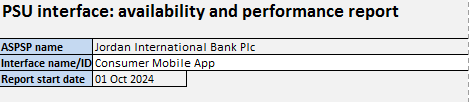 PSU interface: availability and performance report
ASPSP name Jordan International Bank Plc
Interface name/ID Consumer Mobile App
Report start date 01 Oct 2024